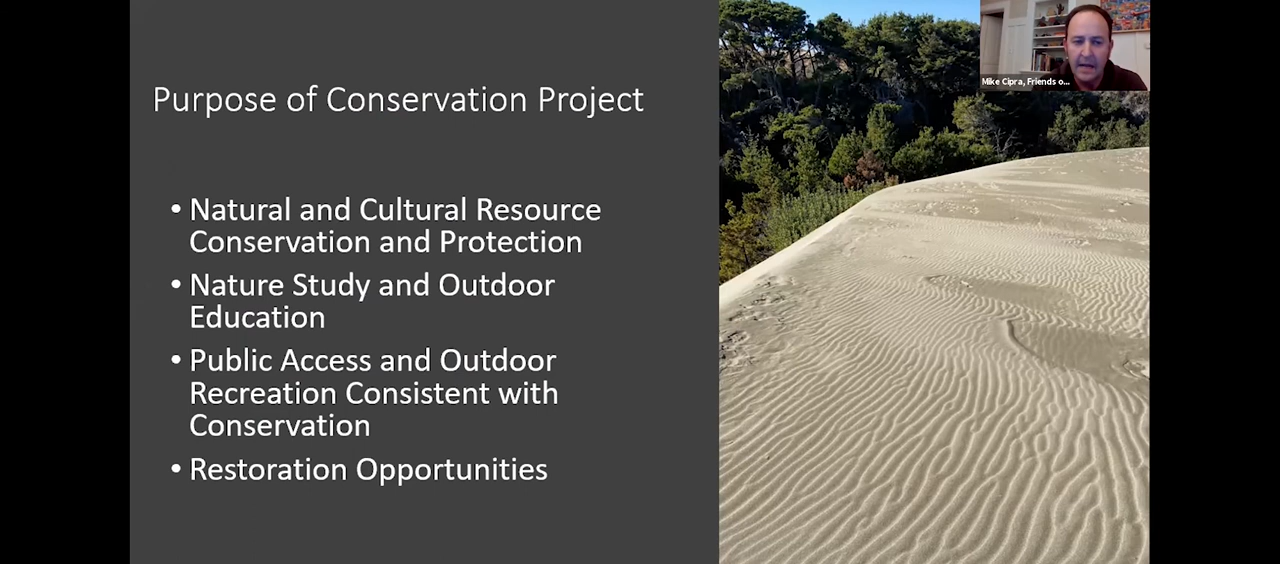 Purpose of Conservation Project
• Natural and Cultural Resource
Conservation and Protection
• Nature Study and Outdoor
Education
• Public Access and Outdoor
Recreation Consistent with
Conservation
• Restoration Opportunities
Mike Cipra, Friends o...